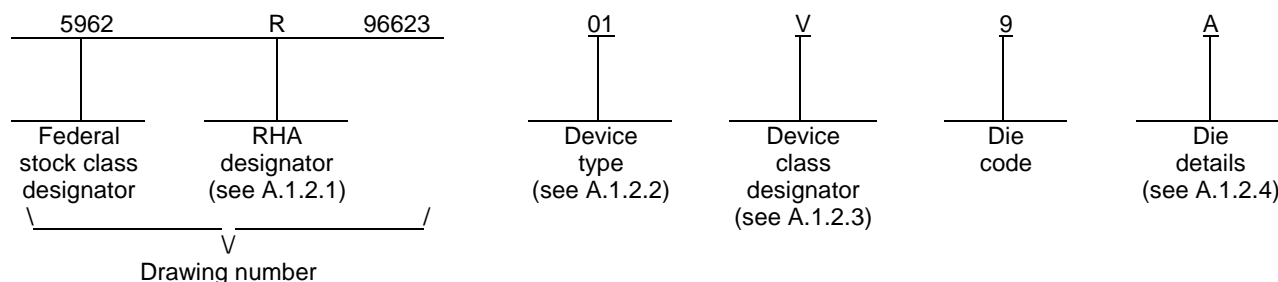 5962 R 96623 01 V 9 A
Federal stock class designator
RHA designator (see A.1.2.1)
Device type (see A.1.2.2)
Device class designator (see A.1.2.3)
Die code
Die details (see A.1.2.4)
\ /
\/
Drawing number